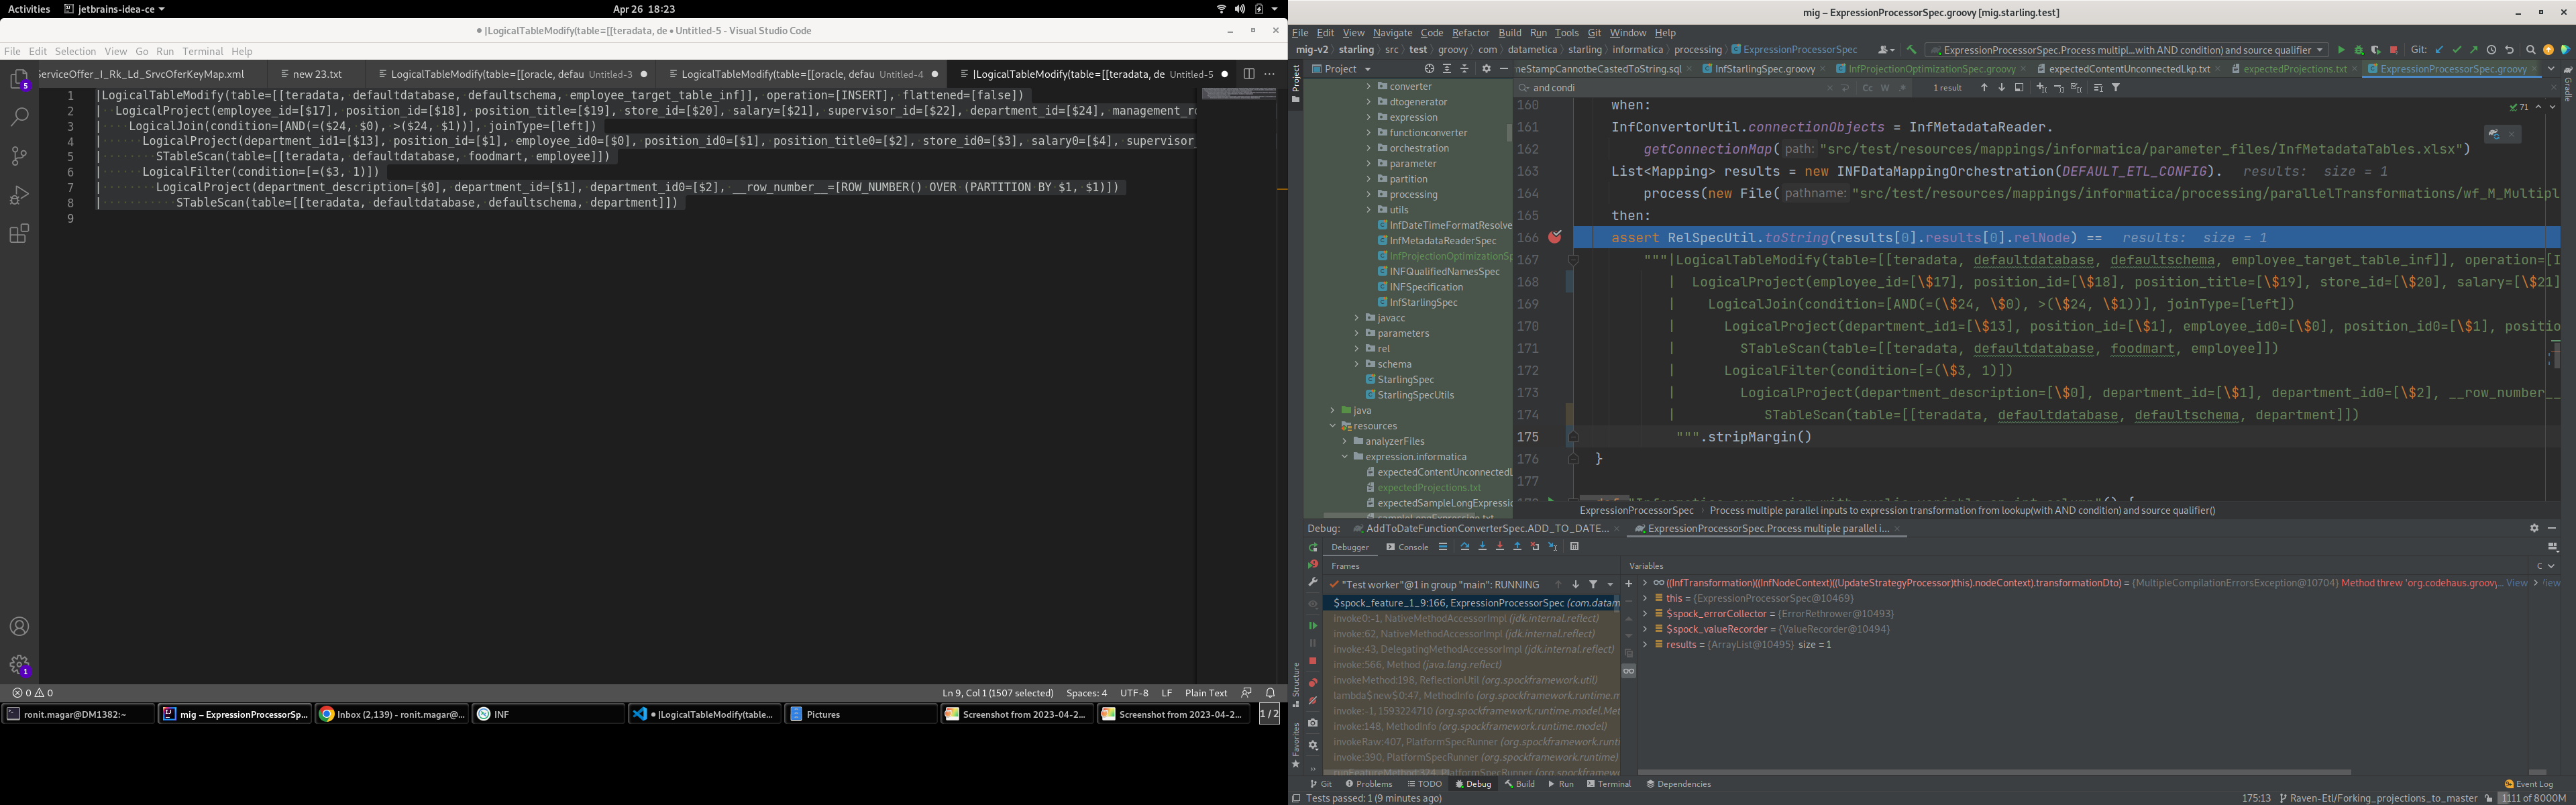 Activities jetbrains-idea-ce Apr 26 18:23
• |LogicalTableModify(table=[[teradata, de • Untitled-5 - Visual Studio Code
File Edit Selection View Go Run Terminal Help
ServiceOffer_I_Rk_Ld_SrvcOferKeyMap.xml new 23.txt LogicalTableModify(table=[[oracle, defau Untitled-3 LogicalTableModify(table=[[oracle, defau Untitled-4 |LogicalTableModify(table=[[teradata, de Untitled-5
1 |LogicalTableModify(table=[[teradata, defaultdatabase, defaultschema, employee_target_table_inf]], operation=[INSERT], flattened=[false])
2 | LogicalProject(employee_id=[$17], position_id=[$18], position_title=[$19], store_id=[$20], salary=[$21], supervisor_id=[$22], department_id=[$24], management_ro
3 | LogicalJoin(condition=[AND(=($24, $0), >($24, $1))], joinType=[left])
4 | LogicalProject(department_id1=[$13], position_id=[$1], employee_id0=[$0], position_id0=[$1], position_title0=[$2], store_id0=[$3], salary0=[$4], supervisor_
5 | STableScan(table=[[teradata, defaultdatabase, foodmart, employee]])
6 | LogicalFilter(condition=[=($3, 1)])
7 | LogicalProject(department_description=[$0], department_id=[$1], department_id0=[$2], __row_number__=[ROW_NUMBER() OVER (PARTITION BY $1, $1)])
8 | STableScan(table=[[teradata, defaultdatabase, defaultschema, department]])
9
5
1
0 0 Ln 9, Col 1 (1507 selected) Spaces: 4 UTF-8 LF Plain Text
ronit.magar@DM1382:~ mig – ExpressionProcessorSp... Inbox (2,139) - ronit.magar@... INF • |LogicalTableModify(table... Pictures Screenshot from 2023-04-2... Screenshot from 2023-04-2... 1 / 2
mig – ExpressionProcessorSpec.groovy [mig.starling.test]
File Edit View Navigate Code Refactor Build Run Tools Git Window Help
mig-v2 starling src test groovy com datametica starling informatica processing ExpressionProcessorSpec ExpressionProcessorSpec.Process multipl...with AND condition) and source qualifier Git:
Project meStampCannotbeCastedToString.sql InfStarlingSpec.groovy InfProjectionOptimizationSpec.groovy expectedContentUnconnectedLkp.txt expectedProjections.txt ExpressionProcessorSpec.groovy
and condi Cc W 1 result
converter
dtogenerator
expression
functionconverter
orchestration
parameter
partition
processing
utils
InfDateTimeFormatResolve
InfMetadataReaderSpec
InfProjectionOptimizationSp
INFQualifiedNamesSpec
INFSpecification
InfStarlingSpec
javacc
parameters
rel
schema
StarlingSpec
StarlingSpecUtils
java
resources
analyzerFiles
expression.informatica
expectedContentUnconnectedL
expectedProjections.txt
expectedSampleLongExpressio
71
160 when:
161 InfConvertorUtil.connectionObjects = InfMetadataReader.
162 getConnectionMap( path: "src/test/resources/mappings/informatica/parameter_files/InfMetadataTables.xlsx")
163 List<Mapping> results = new INFDataMappingOrchestration(DEFAULT_ETL_CONFIG). results: size = 1
164 process(new File( pathname: "src/test/resources/mappings/informatica/processing/parallelTransformations/wf_M_Multipl
165 then:
166 assert RelSpecUtil.toString(results[0].results[0].relNode) == results: size = 1
167 """|LogicalTableModify(table=[[teradata, defaultdatabase, defaultschema, employee_target_table_inf]], operation=[I
168 | LogicalProject(employee_id=[\$17], position_id=[\$18], position_title=[\$19], store_id=[\$20], salary=[\$21]
169 | LogicalJoin(condition=[AND(=(\$24, \$0), >(\$24, \$1))], joinType=[left])
170 | LogicalProject(department_id1=[\$13], position_id=[\$1], employee_id0=[\$0], position_id0=[\$1], positio
171 | STableScan(table=[[teradata, defaultdatabase, foodmart, employee]])
172 | LogicalFilter(condition=[=(\$3, 1)])
173 | LogicalProject(department_description=[\$0], department_id=[\$1], department_id0=[\$2], __row_number__
174 | STableScan(table=[[teradata, defaultdatabase, defaultschema, department]])
175 """.stripMargin()
176 }
177
ExpressionProcessorSpec › Process multiple parallel inputs to expression transformation from lookup(with AND condition) and source qualifier()
Debug: AddToDateFunctionConverterSpec.ADD_TO_DATE... ExpressionProcessorSpec.Process multiple parallel i...
Debugger Console
Frames Variables
"Test worker"@1 in group "main": RUNNING
$spock_feature_1_9:166, ExpressionProcessorSpec (com.datam
invoke0:-1, NativeMethodAccessorImpl (jdk.internal.reflect)
invoke:62, NativeMethodAccessorImpl (jdk.internal.reflect)
invoke:43, DelegatingMethodAccessorImpl (jdk.internal.reflect)
invoke:566, Method (java.lang.reflect)
invokeMethod:198, ReflectionUtil (org.spockframework.util)
lambda$new$0:47, MethodInfo (org.spockframework.runtime.m
invoke:-1, 1593224710 (org.spockframework.runtime.model.Met
invoke:148, MethodInfo (org.spockframework.runtime.model)
invokeRaw:407, PlatformSpecRunner (org.spockframework.runti
invoke:390, PlatformSpecRunner (org.spockframework.runtime)
((InfTransformation)((InfNodeContext)((UpdateStrategyProcessor)this).nodeContext).transformationDto) = {MultipleCompilationErrorsException@10704} Method threw 'org.codehaus.groovy... View
this = {ExpressionProcessorSpec@10469}
$spock_errorCollector = {ErrorRethrower@10493}
$spock_valueRecorder = {ValueRecorder@10494}
results = {ArrayList@10495} size = 1
Project Structure Favorites Gradle
Git Problems TODO Debug Build Run Terminal Dependencies Event Log
Tests passed: 1 (9 minutes ago) 175:13 Raven-Etl/Forking_projections_to_master 1111 of 8000M